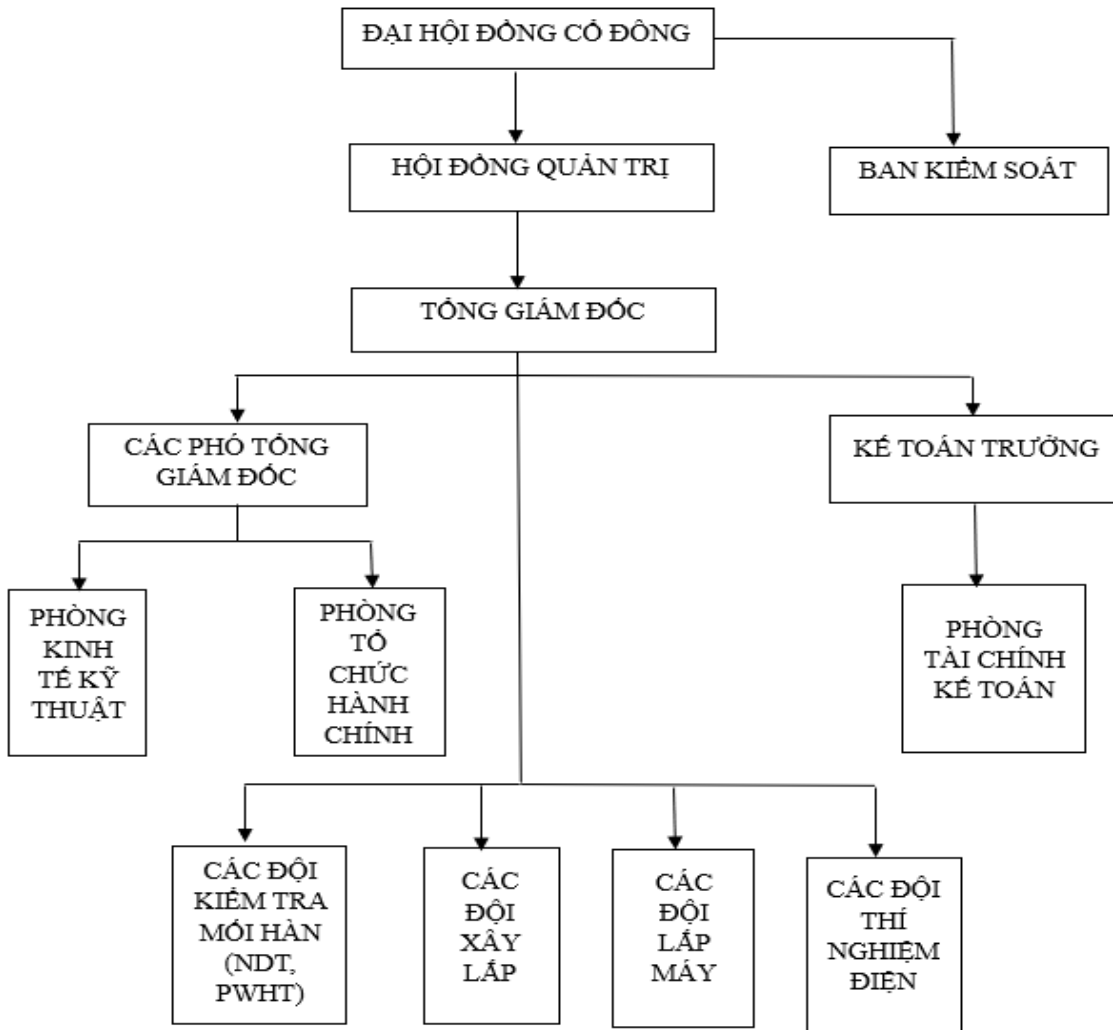 ĐẠI HỘI ĐỒNG CỔ ĐÔNG
HỘI ĐỒNG QUẢN TRỊ
BAN KIỂM SOÁT
TỔNG GIÁM ĐỐC
CÁC PHÓ TỔNG
GIÁM ĐỐC
KẾ TOÁN TRƯỞNG
PHÒNG
KINH
TẾ KỸ
THUẬT
PHÒNG
TỔ
CHỨC
HÀNH
CHÍNH
PHÒNG
TÀI CHÍNH
KẾ TOÁN
CÁC ĐỘI
KIỂM TRA
MỐI HÀN
(NDT,
PWHT)
CÁC
ĐỘI
XÂY
LẮP
CÁC
ĐỘI
LẮP
MÁY
CÁC ĐỘI
THÍ
NGHIỆM
ĐIỆN